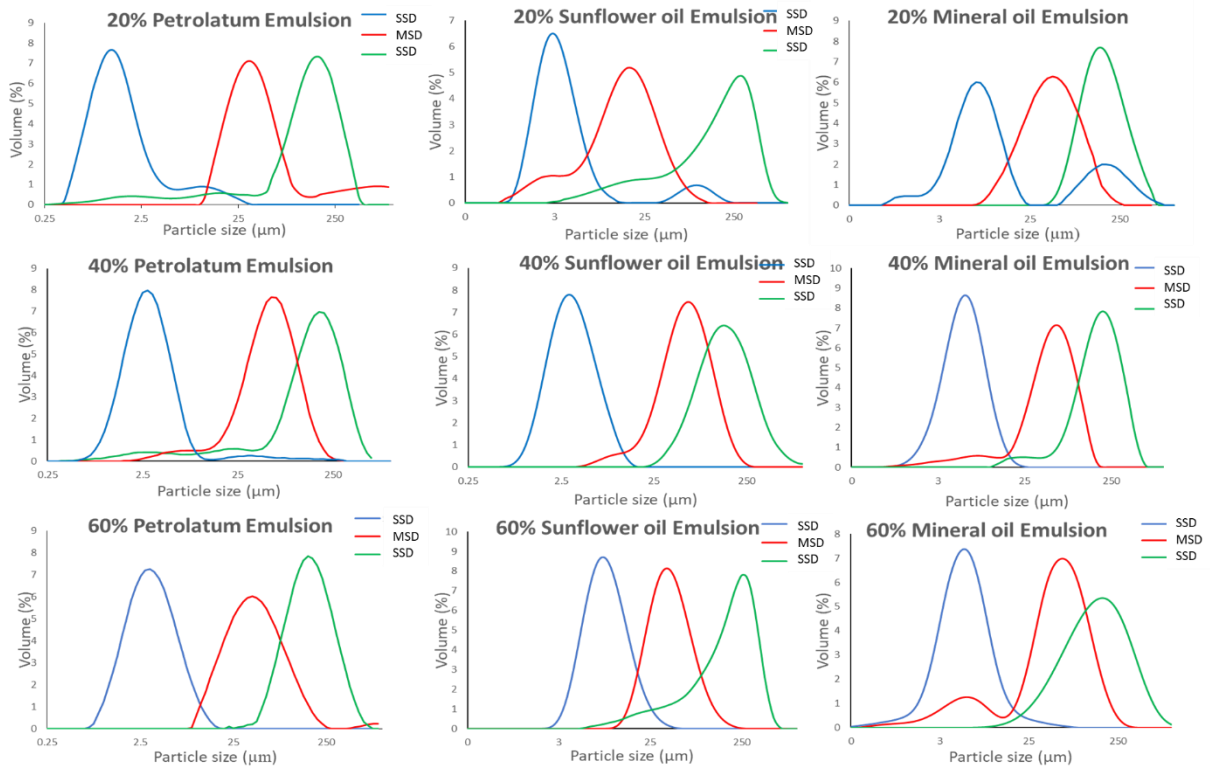 20% Petrolatum Emulsion
SSD
MSD
SSD
9
8
7
6
5
4
3
2
1
0
Volume (%)
0.25
2.5
25
250
Particle size (μm)
20% Sunflower oil Emulsion
SSD
MSD
SSD
7
6
5
4
3
2
1
0
Volume (%)
0
3
25
250
Particle size (μm)
20% Mineral oil Emulsion
SSD
MSD
SSD
9
8
7
6
5
4
3
2
1
0
Volume (%)
0
3
25
250
Particle size (μm)
40% Petrolatum Emulsion
SSD
MSD
SSD
9
8
7
6
5
4
3
2
1
0
Volume (%)
0.25
2.5
25
250
Particle size (μm)
40% Sunflower oil Emulsion
SSD
MSD
SSD
9
8
7
6
5
4
3
2
1
0
Volume (%)
0.25
2.5
25
250
Particle size (μm)
40% Mineral oil Emulsion
SSD
MSD
SSD
10
9
8
7
6
5
4
3
2
1
0
Volume (%)
0
3
25
250
Particle size (μm)
60% Petrolatum Emulsion
SSD
MSD
SSD
9
8
7
6
5
4
3
2
1
0
Volume (%)
0.25
2.5
25
250
Particle size (μm)
60% Sunflower oil Emulsion
SSD
MSD
SSD
10
9
8
7
6
5
4
3
2
1
0
Volume (%)
0
3
25
250
Particle size (μm)
60% Mineral oil Emulsion
SSD
MSD
SSD
8
7
6
5
4
3
2
1
0
Volume (%)
0
3
25
250
Particle size (μm)